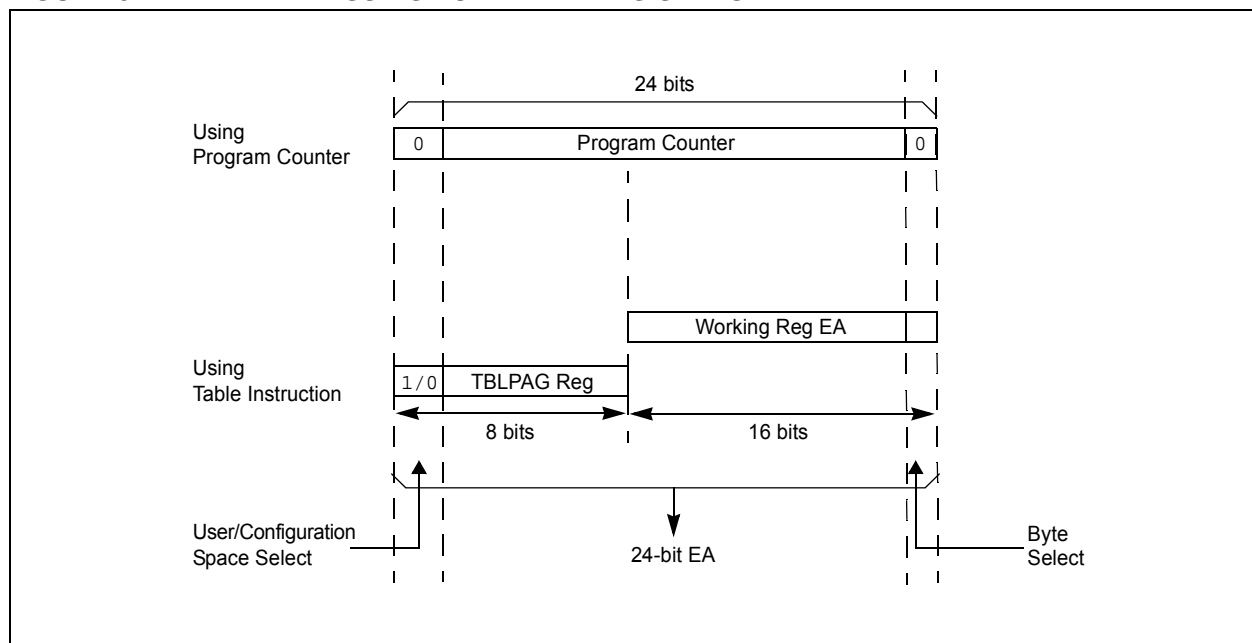 24 bits
Using
Program Counter
0
Program Counter
0
Working Reg EA
Using
Table Instruction
1/0
TBLPAG Reg
8 bits
16 bits
User/Configuration
Space Select
24-bit EA
Byte
Select